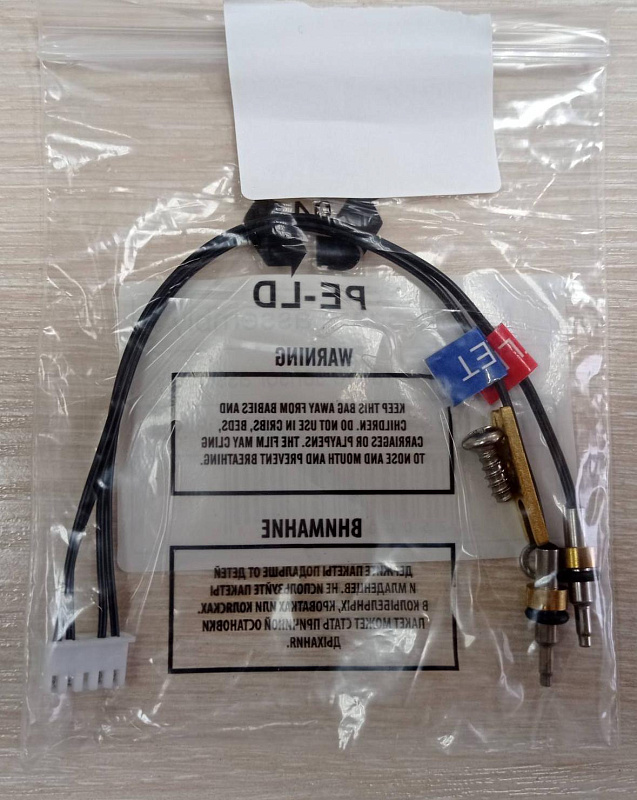 PE-LD
WARNING
KEEP THIS BAG AWAY FROM BABIES AND
CHILDREN. DO NOT USE IN CRIBS, BEDS,
CARRIAGES OR PLAYPENS. THE FILM MAY CLING
TO NOSE AND MOUTH AND PREVENT BREATHING.
ВНИМАНИЕ
ДЕРЖИТЕ ПАКЕТЫ ПОДАЛЬШЕ ОТ ДЕТЕЙ
И МЛАДЕНЦЕВ. НЕ ИСПОЛЬЗУЙТЕ ПАКЕТЫ
В КОЛЫБЕЛЬНЫХ, КРОВАТКАХ ИЛИ КОЛЯСКАХ.
ПАКЕТ МОЖЕТ СТАТЬ ПРИЧИНОЙ ОСТАНОВКИ
ДЫХАНИЯ.
ET